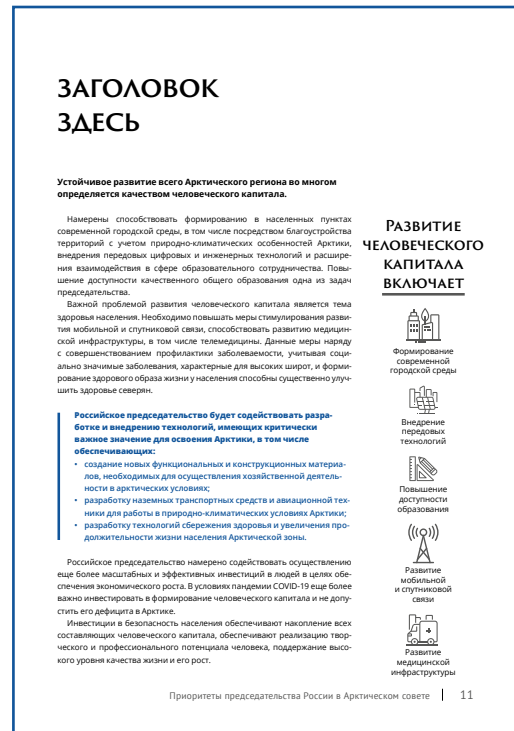 ЗАГОЛОВОК
ЗДЕСЬ
Устойчивое развитие всего Арктического региона во многом
определяется качеством человеческого капитала.
Намерены способствовать формированию в населенных пунктах
современной городской среды, в том числе посредством благоустройства
территорий с учетом природно-климатических особенностей Арктики,
внедрения передовых цифровых и инженерных технологий и расшире-
ния взаимодействия в сфере образовательного сотрудничества. Повы-
шение доступности качественного общего образования одна из задач
председательства.
Важной проблемой развития человеческого капитала является тема
здоровья населения. Необходимо повышать меры стимулирования разви-
тия мобильной и спутниковой связи, способствовать развитию медицин-
ской инфраструктуры, в том числе телемедицины. Данные меры наряду
с совершенствованием профилактики заболеваемости, учитывая соци-
ально значимые заболевания, характерные для высоких широт, и форми-
рование здорового образа жизни у населения способны существенно улуч-
шить здоровье северян.
Российское председательство будет содействовать разра-
ботке и внедрению технологий, имеющих критически
важное значение для освоения Арктики, в том числе
обеспечивающих:
• создание новых функциональных и конструкционных материа-
лов, необходимых для осуществления хозяйственной деятель-
ности в арктических условиях;
• разработку наземных транспортных средств и авиационной тех-
ники для работы в природно-климатических условиях Арктики;
• разработку технологий сбережения здоровья и увеличения про-
должительности жизни населения Арктической зоны.
Российское председательство намерено содействовать осуществлению
еще более масштабных и эффективных инвестиций в людей в целях обе-
спечения экономического роста. В условиях пандемии COVID-19 еще более
важно инвестировать в формирование человеческого капитала и не допу-
стить его дефицита в Арктике.
Инвестиции в безопасность населения обеспечивают накопление всех
составляющих человеческого капитала, обеспечивают реализацию твор-
ческого и профессионального потенциала человека, поддержание высо-
кого уровня качества жизни и его рост.
Развитие
человеческого
капитала
включает
Формирование
современной
городской среды
Внедрение
передовых
технологий
Повышение
доступности
образования
Развитие
мобильной
и спутниковой
связи
Развитие
медицинской
инфраструктуры
Приоритеты председательства России в Арктическом совете | 11